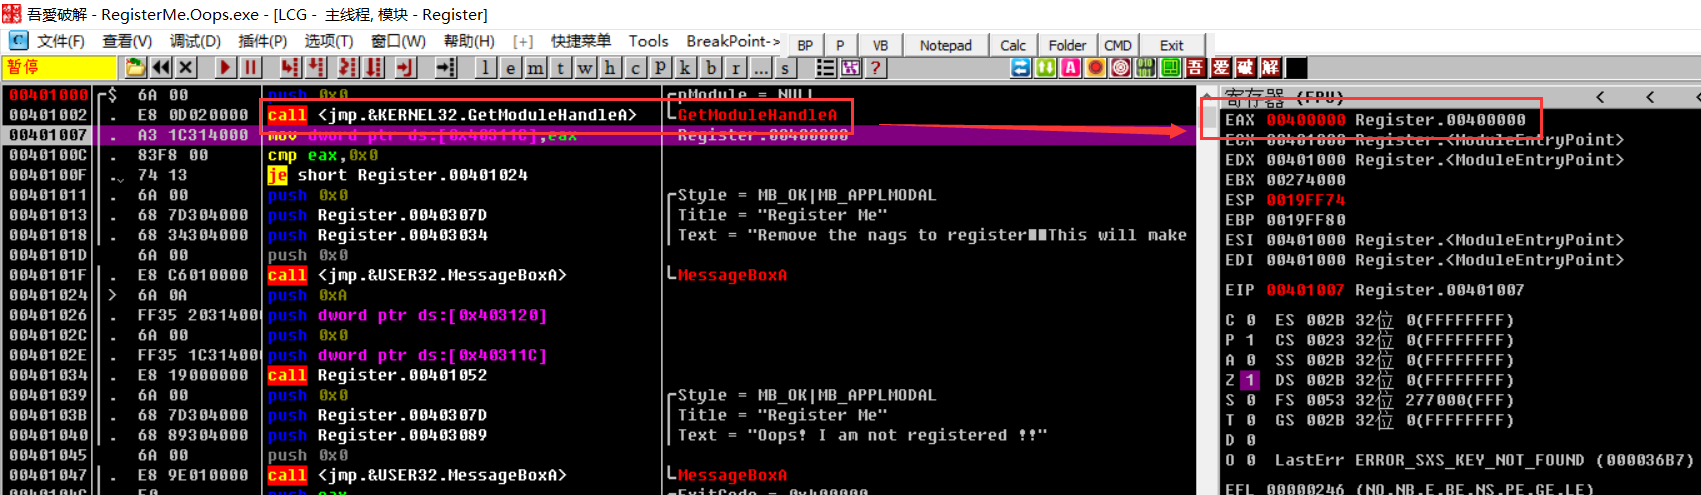 吾愛破解 - RegisterMe.Oops.exe - [LCG - 主线程, 模块 - Register]
C 文件(F) 查看(V) 调试(D) 插件(P) 选项(T) 窗口(W) 帮助(H) [+] 快捷菜单 Tools BreakPoint-> BP P VB Notepad Calc Folder CMD Exit
暂停 l e m t w h c p k b r ... s ? A 吾 爱 破 解
00401000 $ 6A 00 push 0x0 pModule = NULL
00401002 . E8 0D020000 call <jmp.&KERNEL32.GetModuleHandleA> GetModuleHandleA
00401007 . A3 1C314000 mov dword ptr ds:[0x40311C],eax Register.00400000
0040100C . 83F8 00 cmp eax,0x0
0040100F . 74 13 je short Register.00401024
00401011 . 6A 00 push 0x0 Style = MB_OK|MB_APPLMODAL
00401013 . 68 7D304000 push Register.0040307D Title = "Register Me"
00401018 . 68 34304000 push Register.00403034 Text = "Remove the nags to register This will make
0040101D . 6A 00 push 0x0
0040101F . E8 C6010000 call <jmp.&USER32.MessageBoxA> MessageBoxA
00401024 > 6A 0A push 0xA
00401026 . FF35 20314000 push dword ptr ds:[0x403120]
0040102C . 6A 00 push 0x0
0040102E . FF35 1C314000 push dword ptr ds:[0x40311C]
00401034 . E8 19000000 call Register.00401052
00401039 . 6A 00 push 0x0 Style = MB_OK|MB_APPLMODAL
0040103B . 68 7D304000 push Register.0040307D Title = "Register Me"
00401040 . 68 89304000 push Register.00403089 Text = "Oops! I am not registered !!"
00401045 . 6A 00 push 0x0
00401047 . E8 9E010000 call <jmp.&USER32.MessageBoxA> MessageBoxA
0040104C . 50 push eax ExitCode = 0x400000
寄存器 (FPU) < <
EAX 00400000 Register.00400000
ECX 00401000 Register.<ModuleEntryPoint>
EDX 00401000 Register.<ModuleEntryPoint>
EBX 00274000
ESP 0019FF74
EBP 0019FF80
ESI 00401000 Register.<ModuleEntryPoint>
EDI 00401000 Register.<ModuleEntryPoint>
EIP 00401007 Register.00401007
C 0 ES 002B 32位 0(FFFFFFFF)
P 1 CS 0023 32位 0(FFFFFFFF)
A 0 SS 002B 32位 0(FFFFFFFF)
Z 1 DS 002B 32位 0(FFFFFFFF)
S 0 FS 0053 32位 277000(FFF)
T 0 GS 002B 32位 0(FFFFFFFF)
D 0
O 0 LastErr ERROR_SXS_KEY_NOT_FOUND (000036B7)
EFL 00000246 (NO,NB,E,BE,NS,PE,GE,LE)